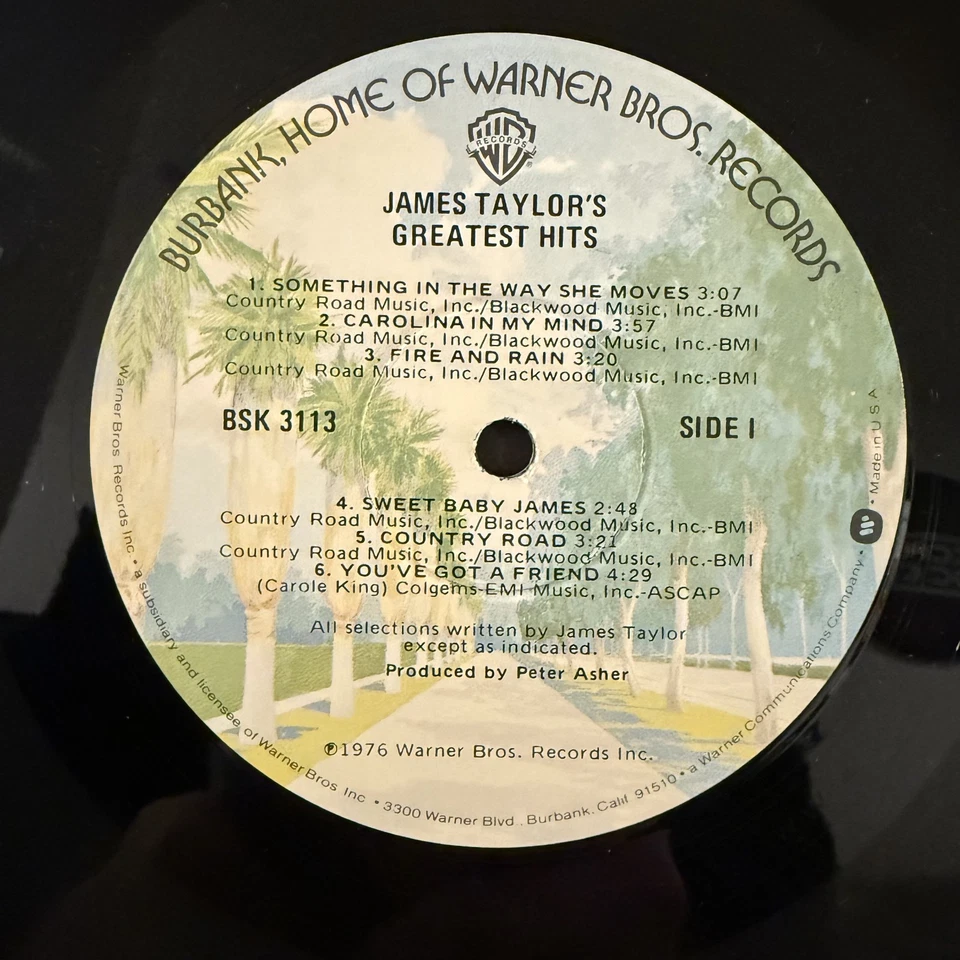 BURBANK, HOME OF WARNER BROS. RECORDS
WB
RECORDS
®
JAMES TAYLOR'S
GREATEST HITS
1. SOMETHING IN THE WAY SHE MOVES 3:07
Country Road Music, Inc./Blackwood Music, Inc.-BMI
2. CAROLINA IN MY MIND 3:57
Country Road Music, Inc./Blackwood Music, Inc.-BMI
3. FIRE AND RAIN 3:20
Country Road Music, Inc./Blackwood Music, Inc.-BMI
BSK 3113
SIDE I
4. SWEET BABY JAMES 2:48
Country Road Music, Inc./Blackwood Music, Inc.-BMI
5. COUNTRY ROAD 3:21
Country Road Music, Inc./Blackwood Music, Inc.-BMI
6. YOU'VE GOT A FRIEND 4:29
(Carole King) Colgems-EMI Music, Inc.-ASCAP
All selections written by James Taylor
except as indicated.
Produced by Peter Asher
℗1976 Warner Bros. Records Inc.
Warner Bros Records Inc. • a subsidiary and licensee of Warner Bros Inc • 3300 Warner Blvd., Burbank, Calif 91510 • a Warner Communications Company • Made in U S A